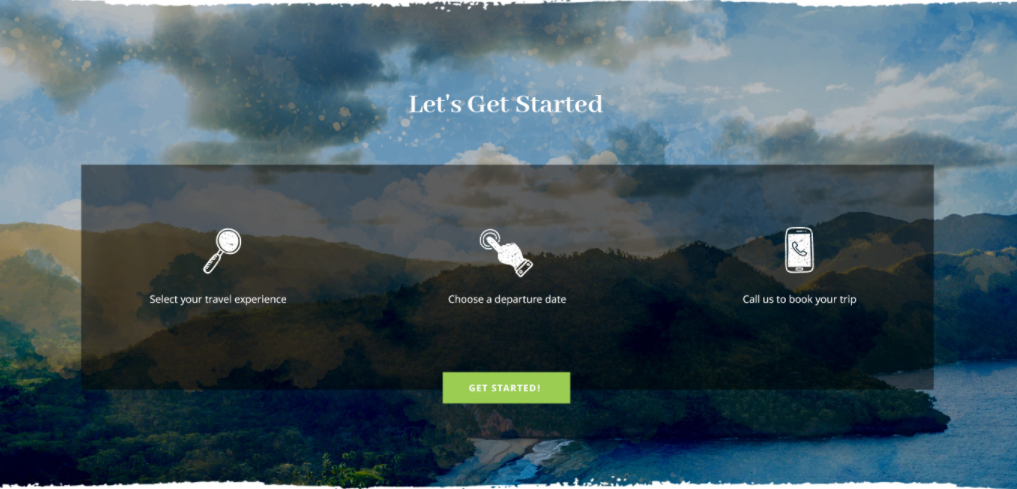 Let's Get Started
Select your travel experience
Choose a departure date
Call us to book your trip
GET STARTED!